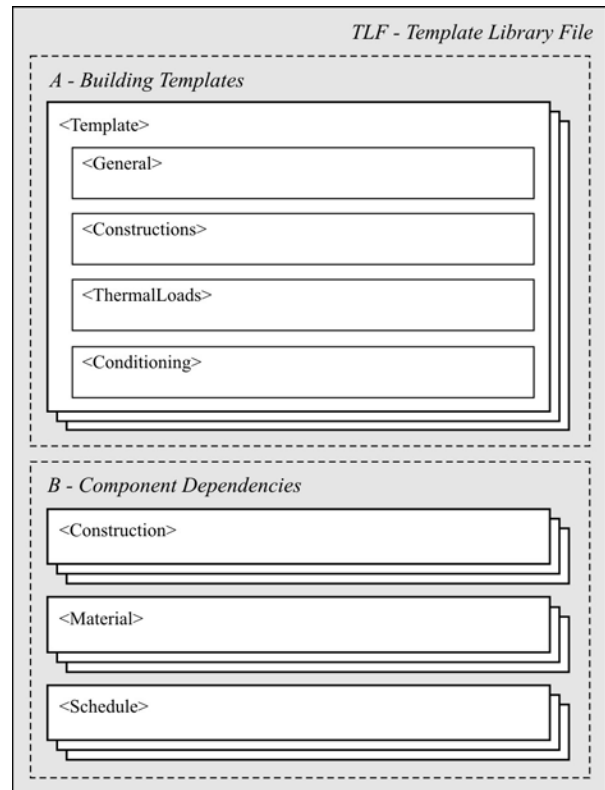 TLF - Template Library File
A - Building Templates
<Template>
<General>
<Constructions>
<ThermalLoads>
<Conditioning>
B - Component Dependencies
<Construction>
<Material>
<Schedule>